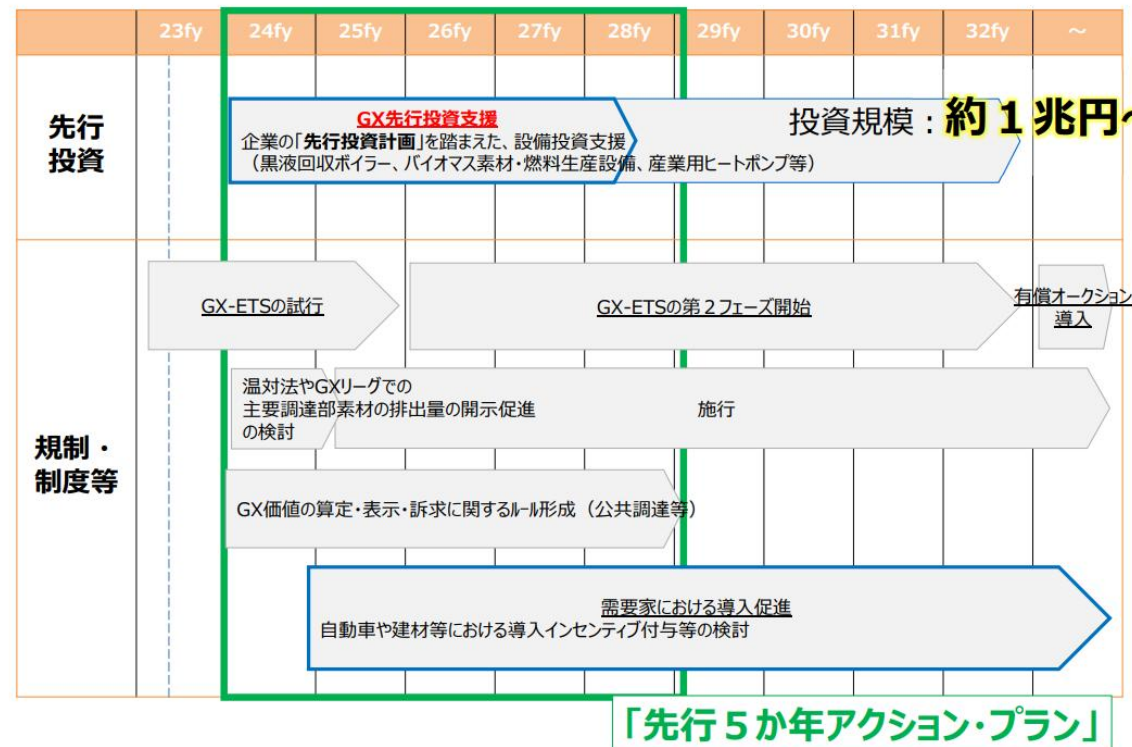 23fy 24fy 25fy 26fy 27fy 28fy 29fy 30fy 31fy 32fy ～
先行
投資
GX先行投資支援
企業の「先行投資計画」を踏まえた、設備投資支援
（黒液回収ボイラー、バイオマス素材・燃料生産設備、産業用ヒートポンプ等）
投資規模：約１兆円～
規制・
制度等
GX-ETSの試行
GX-ETSの第２フェーズ開始
有償オークション
導入
温対法やGXリーグでの
主要調達部素材の排出量の開示促進
の検討
施行
GX価値の算定・表示・訴求に関するルール形成（公共調達等）
需要家における導入促進
自動車や建材等における導入インセンティブ付与等の検討
「先行５か年アクション・プラン」